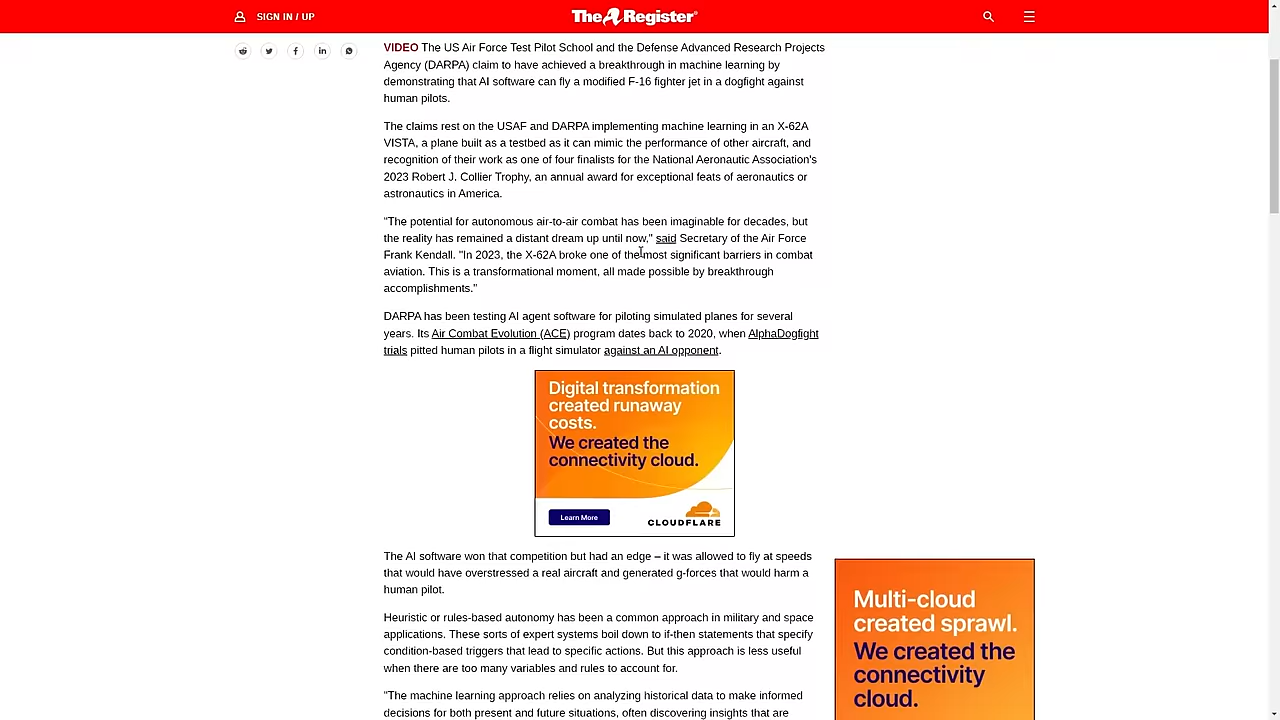 SIGN IN / UP
The Register®
VIDEO The US Air Force Test Pilot School and the Defense Advanced Research Projects
Agency (DARPA) claim to have achieved a breakthrough in machine learning by
demonstrating that AI software can fly a modified F-16 fighter jet in a dogfight against
human pilots.
The claims rest on the USAF and DARPA implementing machine learning in an X-62A
VISTA, a plane built as a testbed as it can mimic the performance of other aircraft, and
recognition of their work as one of four finalists for the National Aeronautic Association's
2023 Robert J. Collier Trophy, an annual award for exceptional feats of aeronautics or
astronautics in America.
"The potential for autonomous air-to-air combat has been imaginable for decades, but
the reality has remained a distant dream up until now," said Secretary of the Air Force
Frank Kendall. "In 2023, the X-62A broke one of the most significant barriers in combat
aviation. This is a transformational moment, all made possible by breakthrough
accomplishments."
DARPA has been testing AI agent software for piloting simulated planes for several
years. Its Air Combat Evolution (ACE) program dates back to 2020, when AlphaDogfight
trials pitted human pilots in a flight simulator against an AI opponent.
Digital transformation
created runaway
costs.
We created the
connectivity cloud.
Learn More
CLOUDFLARE
The AI software won that competition but had an edge – it was allowed to fly at speeds
that would have overstressed a real aircraft and generated g-forces that would harm a
human pilot.
Heuristic or rules-based autonomy has been a common approach in military and space
applications. These sorts of expert systems boil down to if-then statements that specify
condition-based triggers that lead to specific actions. But this approach is less useful
when there are too many variables and rules to account for.
"The machine learning approach relies on analyzing historical data to make informed
decisions for both present and future situations, often discovering insights that are
Multi-cloud
created sprawl.
We created the
connectivity
cloud.